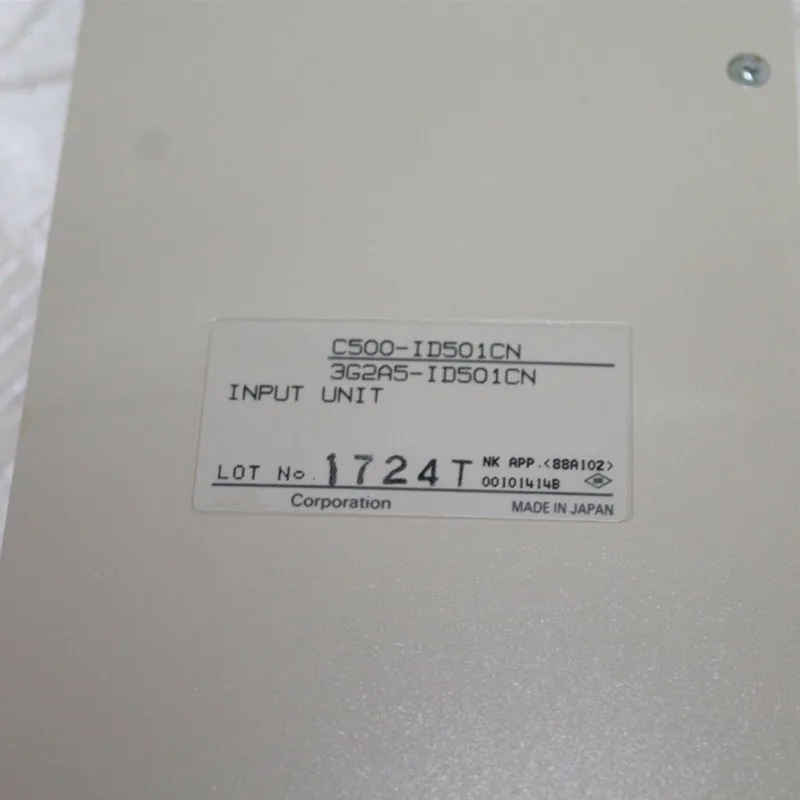 C500-ID501CN
3G2A5-ID501CN
INPUT UNIT
LOT No. 1724T NK APP.<88A102>
00101414B
Corporation MADE IN JAPAN